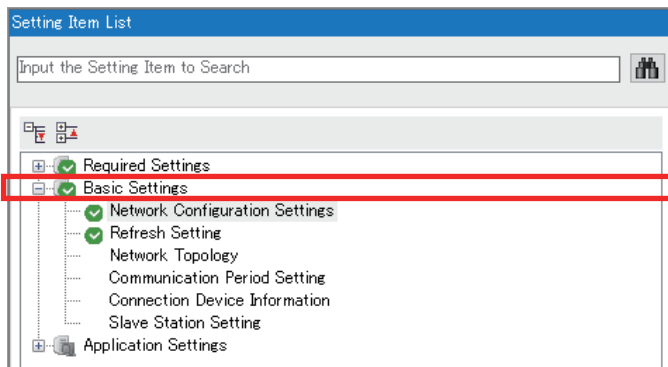 Setting Item List
Input the Setting Item to Search
Required Settings
Basic Settings
Network Configuration Settings
Refresh Setting
Network Topology
Communication Period Setting
Connection Device Information
Slave Station Setting
Application Settings